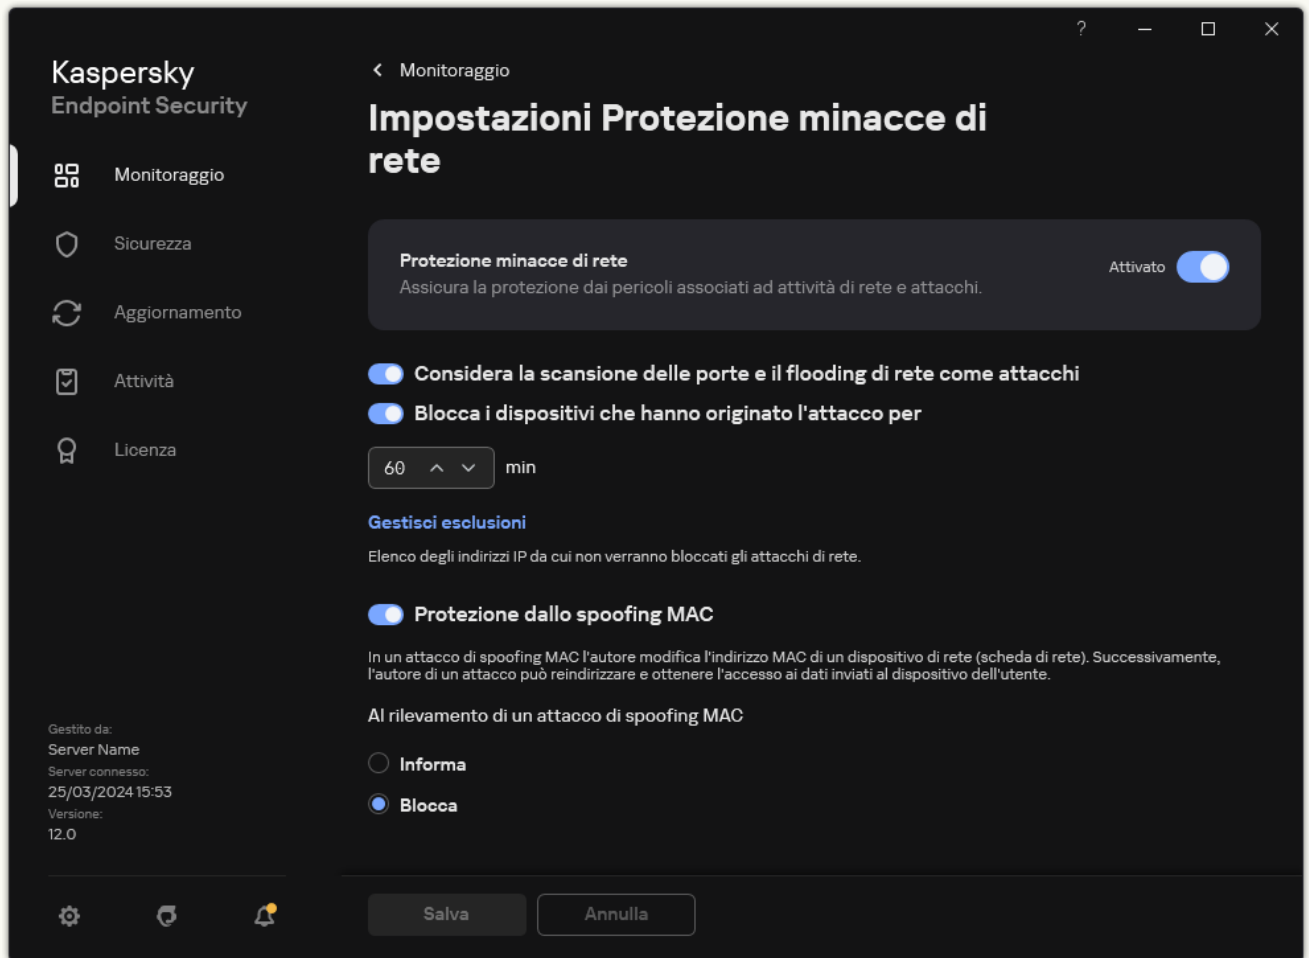 ?
Kaspersky
Endpoint Security
Monitoraggio
Sicurezza
Aggiornamento
Attività
Licenza
Gestito da:
Server Name
Server connesso:
25/03/2024 15:53
Versione:
12.0
Monitoraggio
Impostazioni Protezione minacce di
rete
Protezione minacce di rete
Assicura la protezione dai pericoli associati ad attività di rete e attacchi.
Attivato
Considera la scansione delle porte e il flooding di rete come attacchi
Blocca i dispositivi che hanno originato l'attacco per
60 min
Gestisci esclusioni
Elenco degli indirizzi IP da cui non verranno bloccati gli attacchi di rete.
Protezione dallo spoofing MAC
In un attacco di spoofing MAC l'autore modifica l'indirizzo MAC di un dispositivo di rete (scheda di rete). Successivamente,
l'autore di un attacco può reindirizzare e ottenere l'accesso ai dati inviati al dispositivo dell'utente.
Al rilevamento di un attacco di spoofing MAC
Informa
Blocca
Salva
Annulla